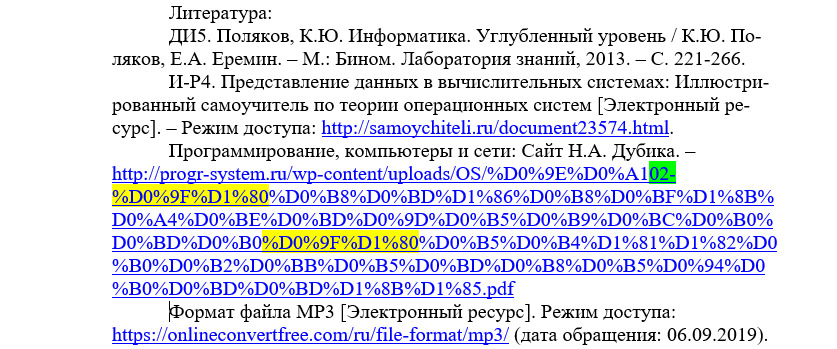 Литература:
ДИ5. Поляков, К.Ю. Информатика. Углубленный уровень / К.Ю. По-
ляков, Е.А. Еремин. – М.: Бином. Лаборатория знаний, 2013. – С. 221-266.
И-Р4. Представление данных в вычислительных системах: Иллюстри-
рованный самоучитель по теории операционных систем [Электронный ре-
сурс]. – Режим доступа: http://samoychiteli.ru/document23574.html.
Программирование, компьютеры и сети: Сайт Н.А. Дубика. –
http://progr-system.ru/wp-content/uploads/OS/%D0%9E%D0%A102-
%D0%9F%D1%80%D0%B8%D0%BD%D1%86%D0%B8%D0%BF%D1%8B%
D0%A4%D0%BE%D0%BD%D0%9D%D0%B5%D0%B9%D0%BC%D0%B0%
D0%BD%D0%B0%D0%9F%D1%80%D0%B5%D0%B4%D1%81%D1%82%D0
%B0%D0%B2%D0%BB%D0%B5%D0%BD%D0%B8%D0%B5%D0%94%D0
%B0%D0%BD%D0%BD%D1%8B%D1%85.pdf
Формат файла MP3 [Электронный ресурс]. Режим доступа:
https://onlineconvertfree.com/ru/file-format/mp3/ (дата обращения: 06.09.2019).